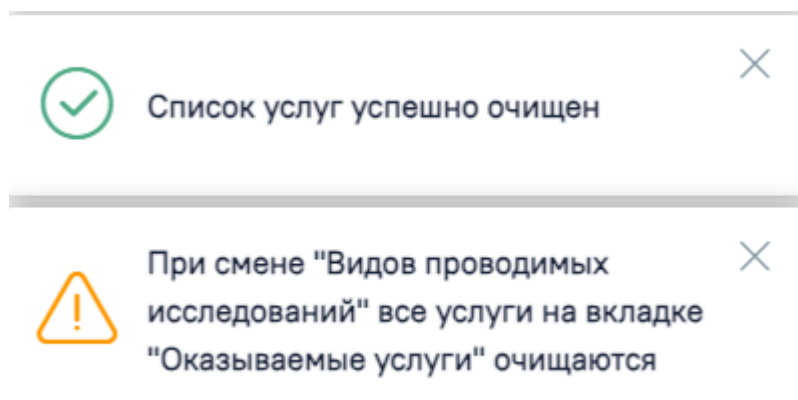 Список услуг успешно очищен
При смене "Видов проводимых
исследований" все услуги на вкладке
"Оказываемые услуги" очищаются